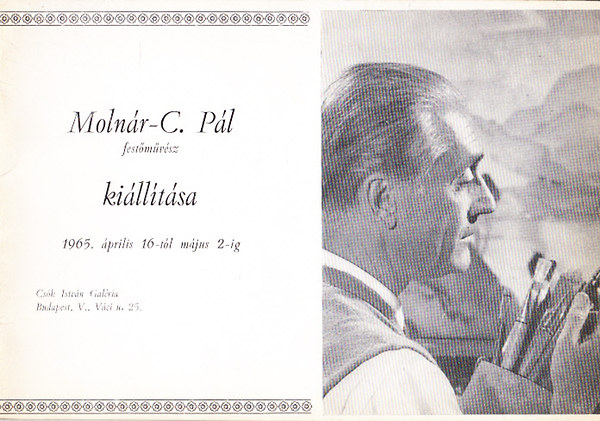 Molnár-C. Pál
festőművész
kiállítása
1965. április 16-tól május 2-ig
Csók István Galéria
Budapest, V., Váci u. 25.